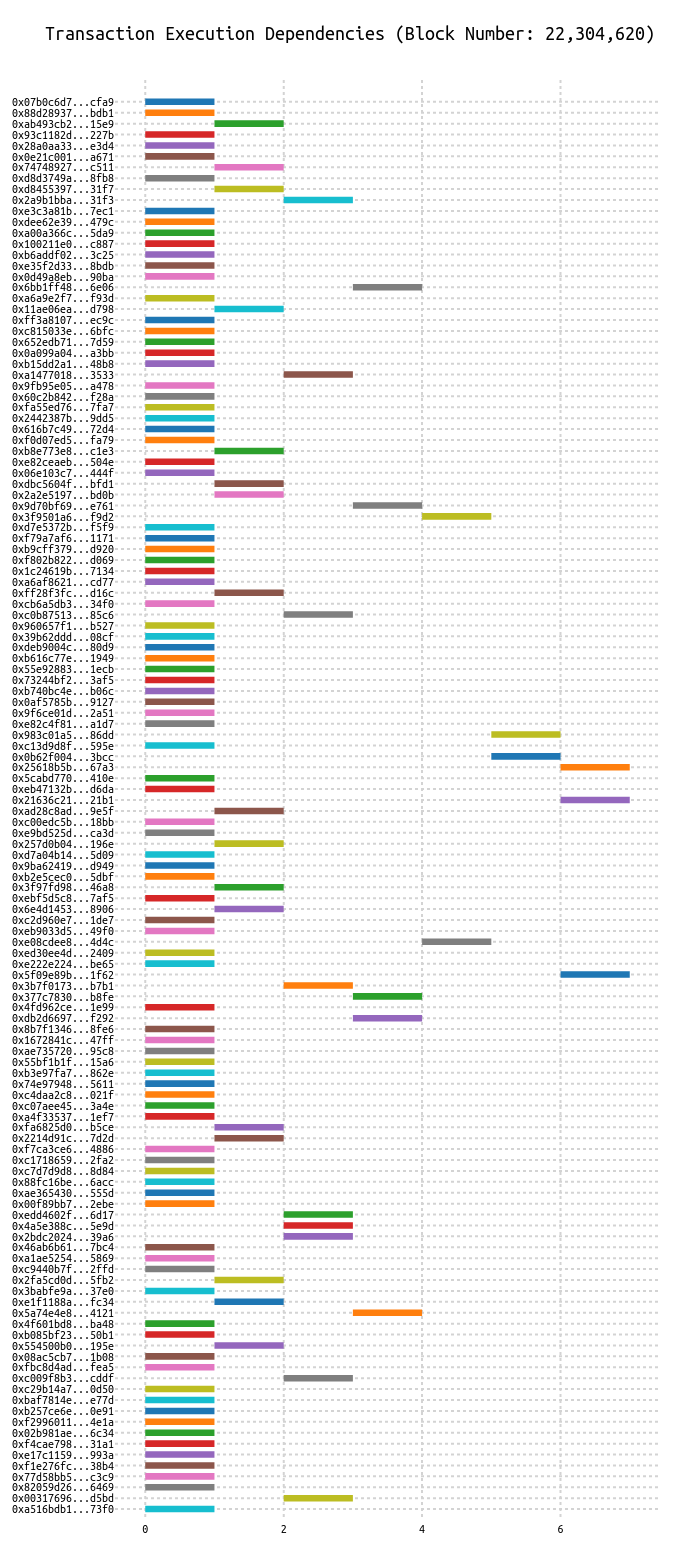 Transaction Execution Dependencies (Block Number: 22,304,620)
0x07b0c6d7...cfa9
0x88d28937...bdb1
0xab493cb2...15e9
0x93c1182d...227b
0x28a0aa33...e3d4
0x0e21c001...a671
0x74748927...c511
0xd8d3749a...8fb8
0xd8455397...31f7
0x2a9b1bba...31f3
0xe3c3a81b...7ec1
0xdee62e39...479c
0xa00a366c...5da9
0x100211e0...c887
0xb6addf02...3c25
0xe35f2d33...8bdb
0x0d49a8eb...90ba
0x6bb1ff48...6e06
0xa6a9e2f7...f93d
0x11ae06ea...d798
0xff3a8107...ec9c
0xc815033e...6bfc
0x652edb71...7d59
0x0a099a04...a3bb
0xb15dd2a1...48b8
0xa1477018...3533
0x9fb95e05...a478
0x60c2b842...f28a
0xfa55ed76...7fa7
0x2442387b...9dd5
0x616b7c49...72d4
0xf0d07ed5...fa79
0xb8e773e8...c1e3
0xe82ceaeb...504e
0x06e103c7...444f
0xdbc5604f...bfd1
0x2a2e5197...bd0b
0x9d70bf69...e761
0x3f9501a6...f9d2
0xd7e5372b...f5f9
0xf79a7af6...1171
0xb9cff379...d920
0xf802b822...d069
0x1c24619b...7134
0xa6af8621...cd77
0xff28f3fc...d16c
0xcb6a5db3...34f0
0xc0b87513...85c6
0x960657f1...b527
0x39b62ddd...08cf
0xdeb9004c...80d9
0xb616c77e...1949
0x55e92883...1ecb
0x73244bf2...3af5
0xb740bc4e...b06c
0x0af5785b...9127
0x9f6ce01d...2a51
0xe82c4f81...a1d7
0x983c01a5...86dd
0xc13d9d8f...595e
0x0b62f004...3bcc
0x25618b5b...67a3
0x5cabd770...410e
0xeb47132b...d6da
0x21636c21...21b1
0xad28c8ad...9e5f
0xc00edc5b...18bb
0xe9bd525d...ca3d
0x257d0b04...196e
0xd7a04b14...5d09
0x9ba62419...d949
0xb2e5cec0...5dbf
0x3f97fd98...46a8
0xebf5d5c8...7af5
0x6e4d1453...8906
0xc2d960e7...1de7
0xeb9033d5...49f0
0xe08cdee8...4d4c
0xed30ee4d...2409
0xe222e224...be65
0x5f09e89b...1f62
0x3b7f0173...b7b1
0x377c7830...b8fe
0x4fd962ce...1e99
0xdb2d6697...f292
0x8b7f1346...8fe6
0x1672841c...47ff
0xae735720...95c8
0x55bf1b1f...15a6
0xb3e97fa7...862e
0x74e97948...5611
0xc4daa2c8...021f
0xc07aee45...3a4e
0xa4f33537...1ef7
0xfa6825d0...b5ce
0x2214d91c...7d2d
0xf7ca3ce6...4886
0xc1718659...2fa2
0xc7d7d9d8...8d84
0x88fc16be...6acc
0xae365430...555d
0x00f89bb7...2ebe
0xedd4602f...6d17
0x4a5e388c...5e9d
0x2bdc2024...39a6
0x46ab6b61...7bc4
0xa1ae5254...5869
0xc9440b7f...2ffd
0x2fa5cd0d...5fb2
0x3babfe9a...37e0
0xe1f1188a...fc34
0x5a74e4e8...4121
0x4f601bd8...ba48
0xb085bf23...50b1
0x554500b0...195e
0x08ac5cb7...1b08
0xfbc8d4ad...fea5
0xc009f8b3...cddf
0xc29b14a7...0d50
0xbaf7814e...e77d
0xb257ce6e...0e91
0xf2996011...4e1a
0x02b981ae...6c34
0xf4cae798...31a1
0xe17c1159...993a
0xf1e276fc...38b4
0x77d58bb5...c3c9
0x82059d26...6469
0x00317696...d5bd
0xa516bdb1...73f0
0 2 4 6